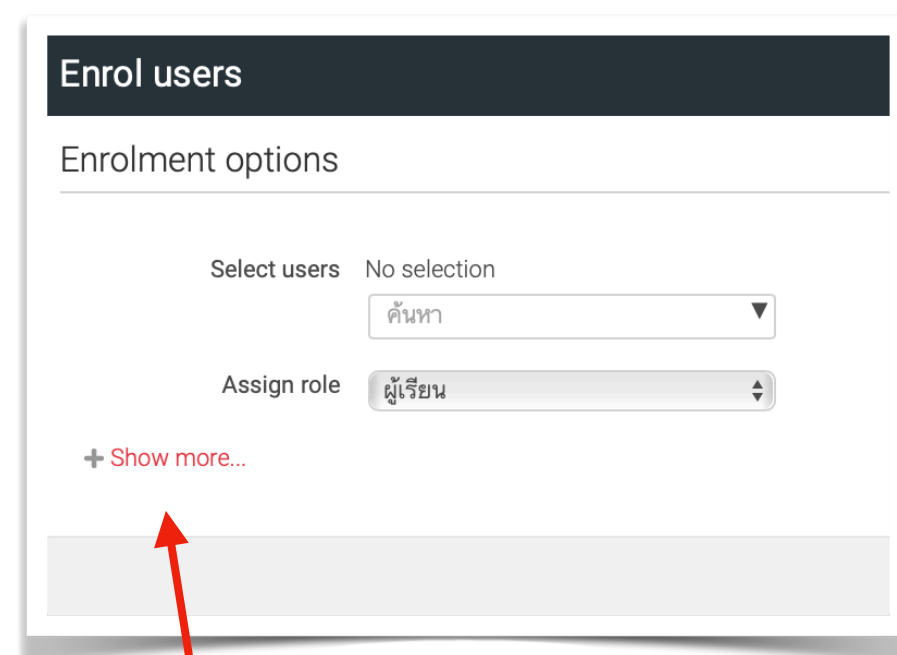 Enrol users
Enrolment options
Select users No selection
ค้นหา
Assign role ผู้เรียน
Show more...